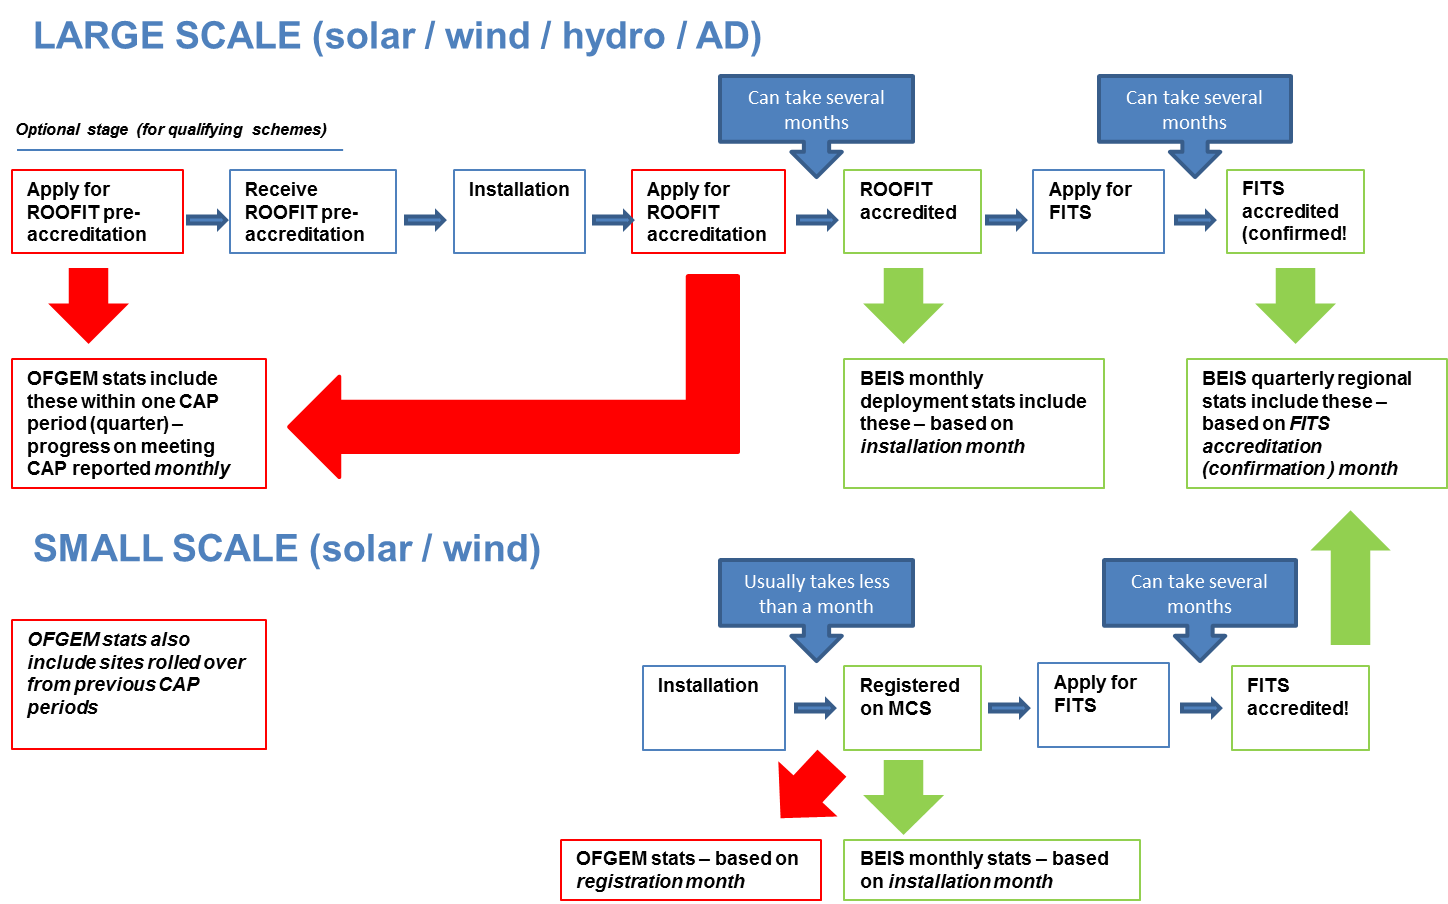 LARGE SCALE (solar / wind / hydro / AD)
Can take several
months
Can take several
months
Optional stage (for qualifying schemes)
Apply for
ROOFIT pre-
accreditation
Receive
ROOFIT pre-
accreditation
Installation
Apply for
ROOFIT
accreditation
ROOFIT
accredited
Apply for
FITS
FITS
accredited
(confirmed!
OFGEM stats include
these within one CAP
period (quarter) –
progress on meeting
CAP reported monthly
BEIS monthly
deployment stats include
these – based on
installation month
BEIS quarterly regional
stats include these –
based on FITS
accreditation
(confirmation ) month
SMALL SCALE (solar / wind)
Usually takes less
than a month
Can take several
months
OFGEM stats also
include sites rolled over
from previous CAP
periods
Installation
Registered
on MCS
Apply for
FITS
FITS
accredited!
OFGEM stats – based on
registration month
BEIS monthly stats – based
on installation month